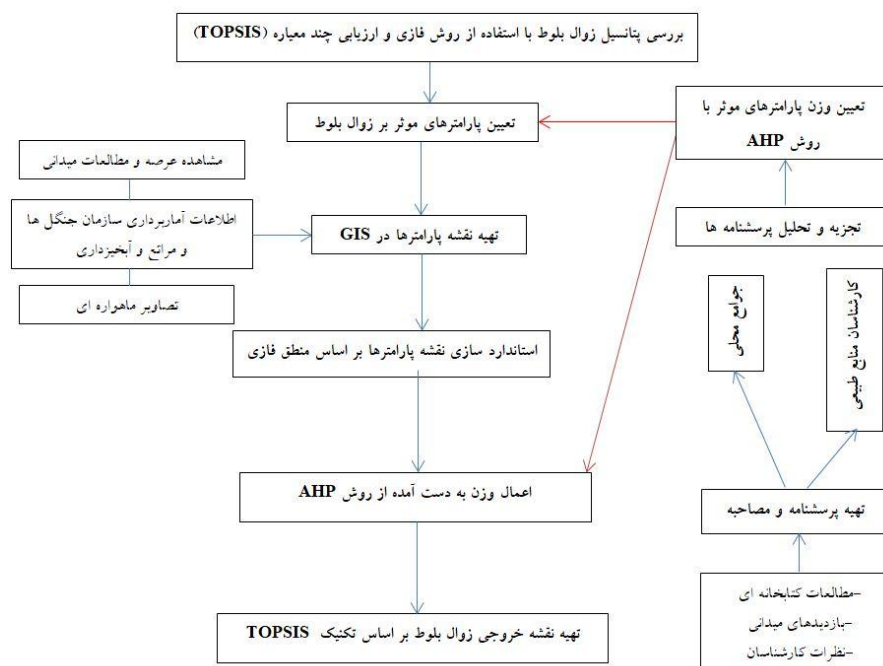 بررسی پتانسیل زوال بلوط با استفاده از روش فازی و ارزیابی چند معیاره (TOPSIS)
تعیین پارامترهای موثر بر زوال بلوط
تعیین وزن پارامترهای موثر با
روش AHP
مشاهده عرصه و مطالعات میدانی
اطلاعات آماربرداری سازمان جنگل ها
و مراتع و آبخیزداری
تصاویر ماهواره ای
تهیه نقشه پارامترها در GIS
تجزیه و تحلیل پرسشنامه ها
جوامع محلی
کارشناسان منابع طبیعی
استاندارد سازی نقشه پارامترها بر اساس منطق فازی
اعمال وزن به دست آمده از روش AHP
تهیه پرسشنامه و مصاحبه
-مطالعات کتابخانه ای
-بازدیدهای میدانی
-نظرات کارشناسان
تهیه نقشه خروجی زوال بلوط بر اساس تکنیک TOPSIS